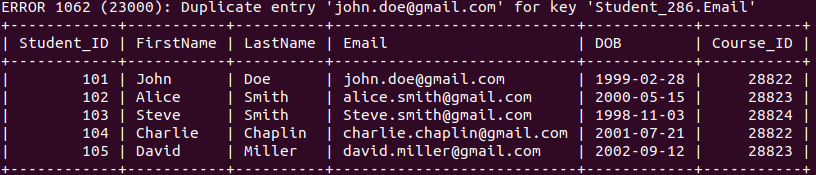 ERROR 1062 (23000): Duplicate entry 'john.doe@gmail.com' for key 'Student_286.Email'
+------------+-----------+----------+---------------------------+------------+-----------+
| Student_ID | FirstName | LastName | Email                     | DOB        | Course_ID |
+------------+-----------+----------+---------------------------+------------+-----------+
|        101 | John      | Doe      | john.doe@gmail.com        | 1999-02-28 |     28822 |
|        102 | Alice     | Smith    | alice.smith@gmail.com     | 2000-05-15 |     28823 |
|        103 | Steve     | Smith    | Steve.smith@gmail.com     | 1998-11-03 |     28824 |
|        104 | Charlie   | Chaplin  | charlie.chaplin@gmail.com | 2001-07-21 |     28822 |
|        105 | David     | Miller   | david.miller@gmail.com    | 2002-09-12 |     28823 |
+------------+-----------+----------+---------------------------+------------+-----------+